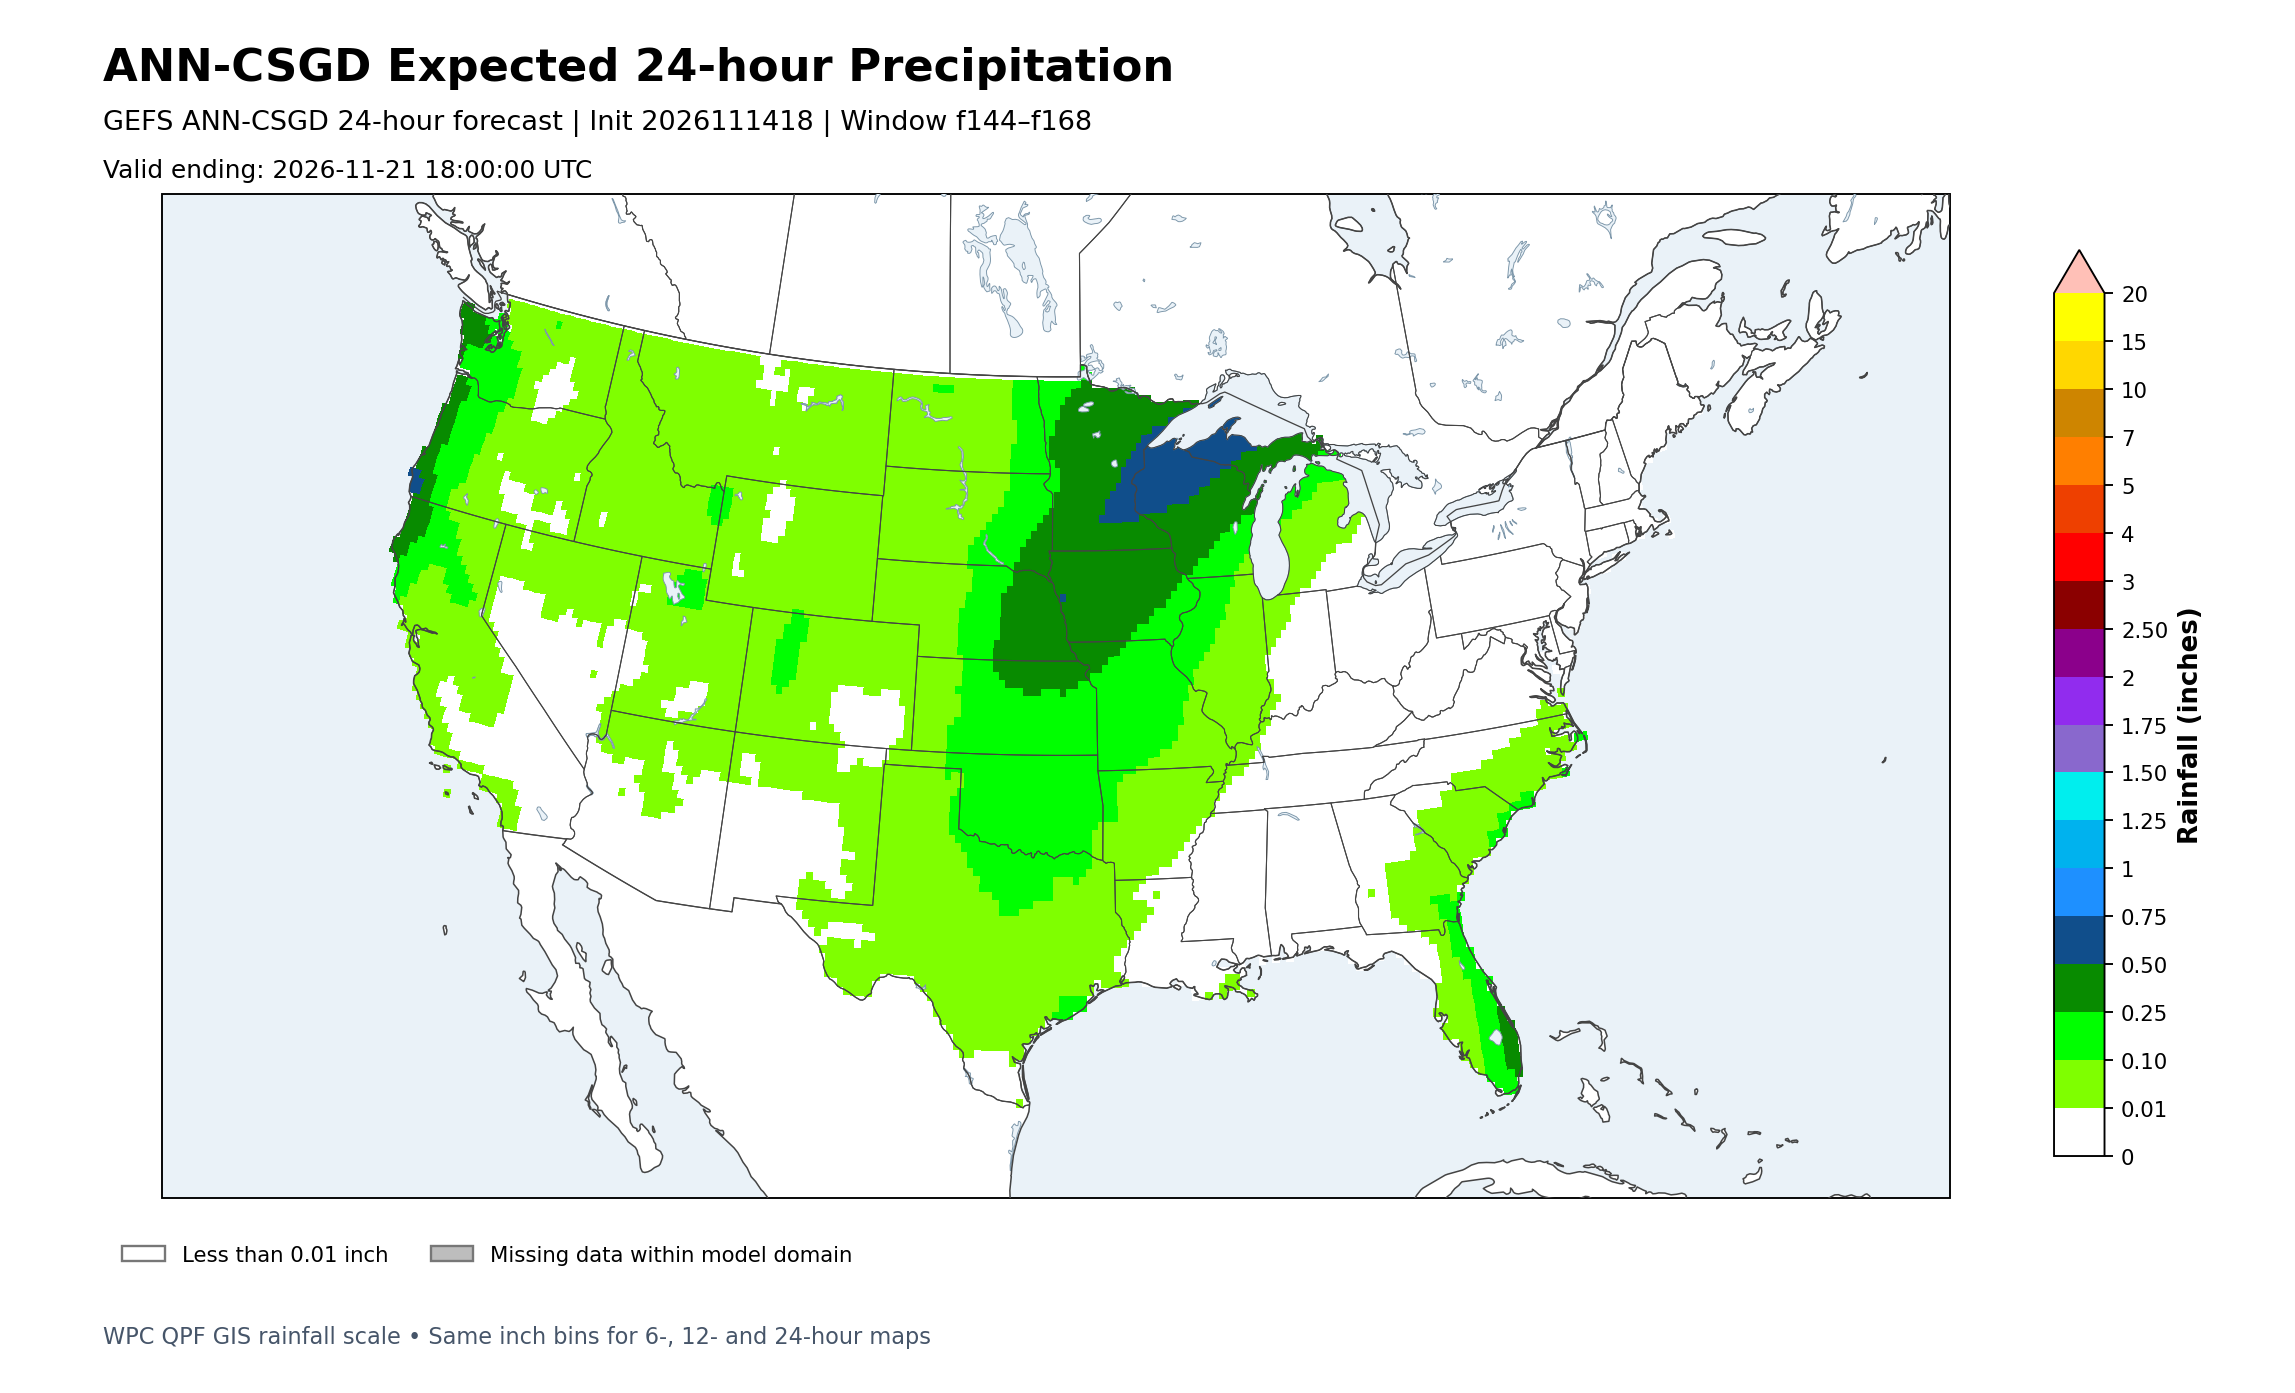 ANN-CSGD Expected 24-hour Precipitation
GEFS ANN-CSGD 24-hour forecast | Init 2026111418 | Window f144–f168
Valid ending: 2026-11-21 18:00:00 UTC
20
15
10
7
5
4
3
2.50
2
1.75
1.50
1.25
1
0.75
0.50
0.25
0.10
0.01
0
Rainfall (inches)
Less than 0.01 inch
Missing data within model domain
WPC QPF GIS rainfall scale • Same inch bins for 6-, 12- and 24-hour maps